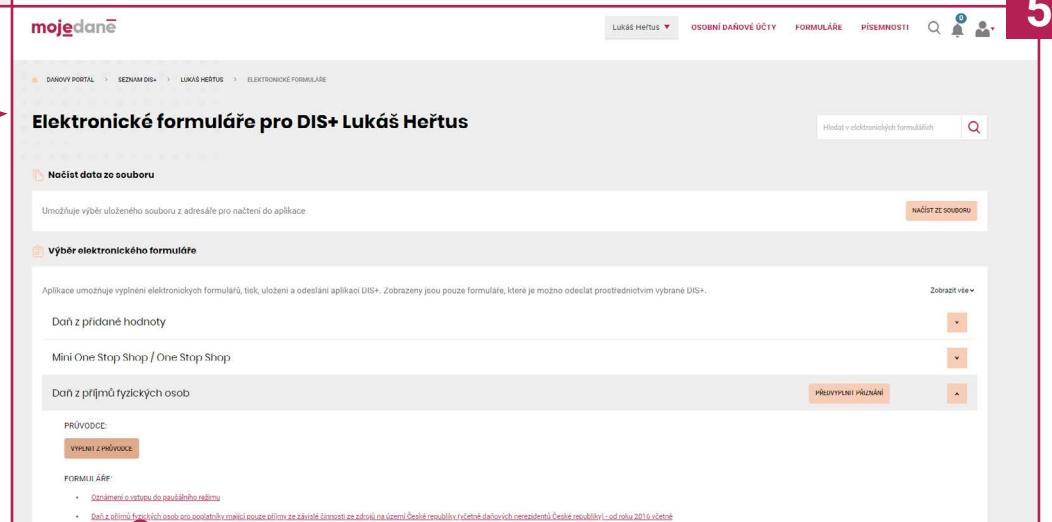 5
mojedaně
Lukáš Heřtus ▼ OSOBNÍ DAŇOVÉ ÚČTY FORMULÁŘE PÍSEMNOSTI 0
DAŇOVÝ PORTÁL > SEZNAM DIS+ > LUKÁŠ HEŘTUS > ELEKTRONICKÉ FORMULÁŘE
Elektronické formuláře pro DIS+ Lukáš Heřtus
Hledat v elektronických formulářích
Načíst data ze souboru
Umožňuje výběr uloženého souboru z adresáře pro načtení do aplikace
NAČÍST ZE SOUBORU
Výběr elektronického formuláře
Aplikace umožňuje vyplnění elektronických formulářů, tisk, uložení a odeslání aplikací DIS+. Zobrazeny jsou pouze formuláře, které je možno odeslat prostřednictvím vybrané DIS+.
Zobrazit vše
Daň z přidané hodnoty
Mini One Stop Shop / One Stop Shop
Daň z příjmů fyzických osob
PŘEDVYPLNIT PŘIZNÁNÍ
PRŮVODCE:
VYPLNIT Z PRŮVODCE
FORMULÁŘE:
• Oznámení o vstupu do paušálního režimu
• Daň z příjmů fyzických osob pro poplatníky mající pouze příjmy ze závislé činnosti ze zdrojů na území České republiky (včetně daňových nerezidentů České republiky) - od roku 2016 včetně